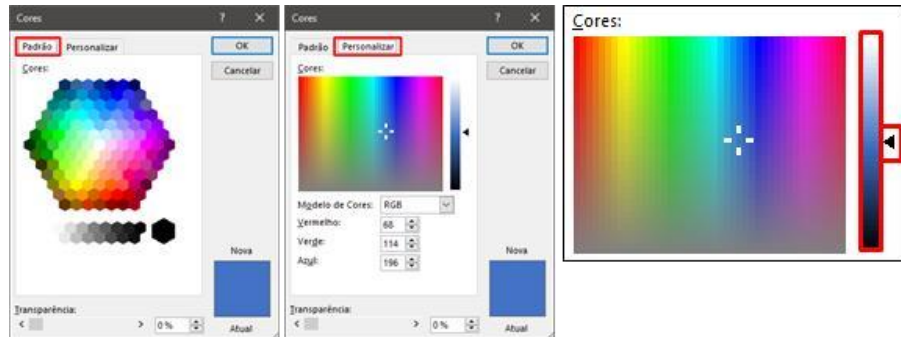 Cores ? ×
Padrão Personalizar
OK
Cancelar
Cores:
Nova
Atual
Transparência:
< > 0 %
Cores ? ×
Padrão Personalizar
OK
Cancelar
Cores:
Modelo de Cores: RGB
Vermelho: 68
Verde: 114
Azul: 196
Nova
Atual
Transparência:
< > 0 %
Cores: